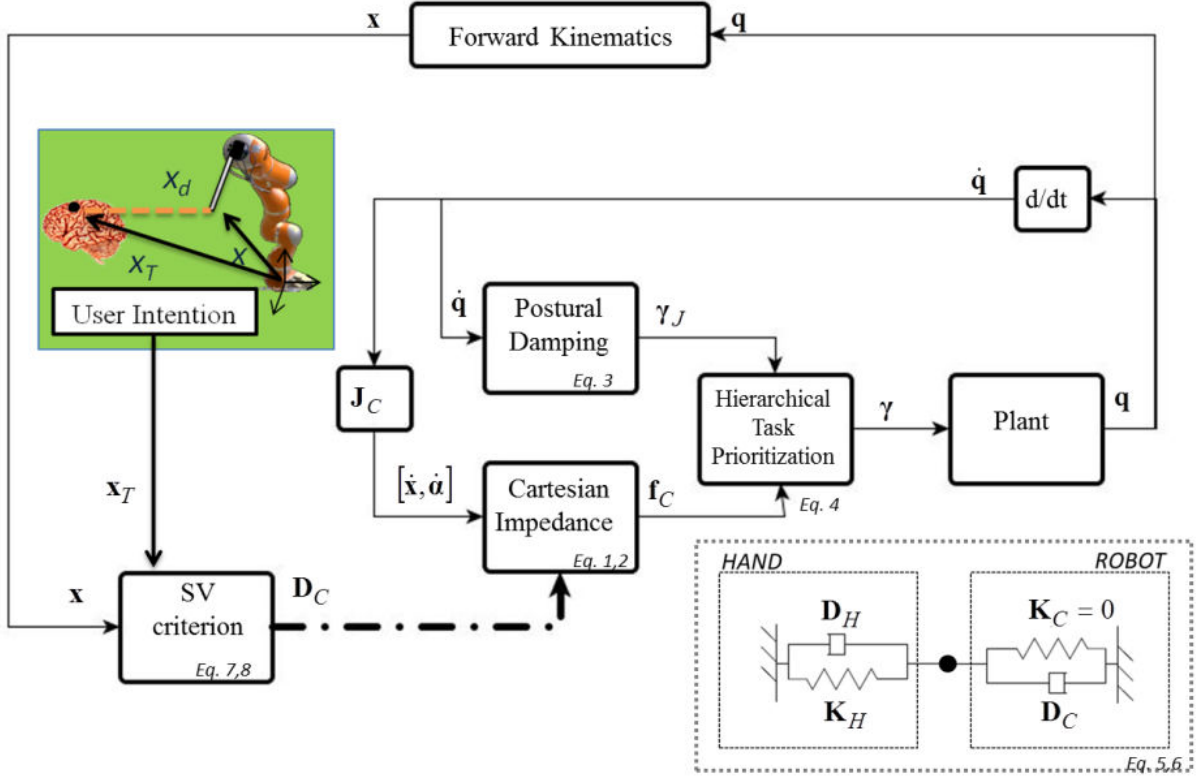 x
Forward Kinematics
q
q̇
d/dt
x_d
x_T
x
User Intention
q̇
Postural
Damping
Eq. 3
γ_J
J_C
Hierarchical
Task
Prioritization
Eq. 4
γ
Plant
q
[ẋ, α̇]
Cartesian
Impedance
Eq. 1,2
f_C
x_T
x
SV
criterion
Eq. 7,8
D_C
HAND
ROBOT
D_H
K_H
K_C = 0
D_C
Eq. 5,6